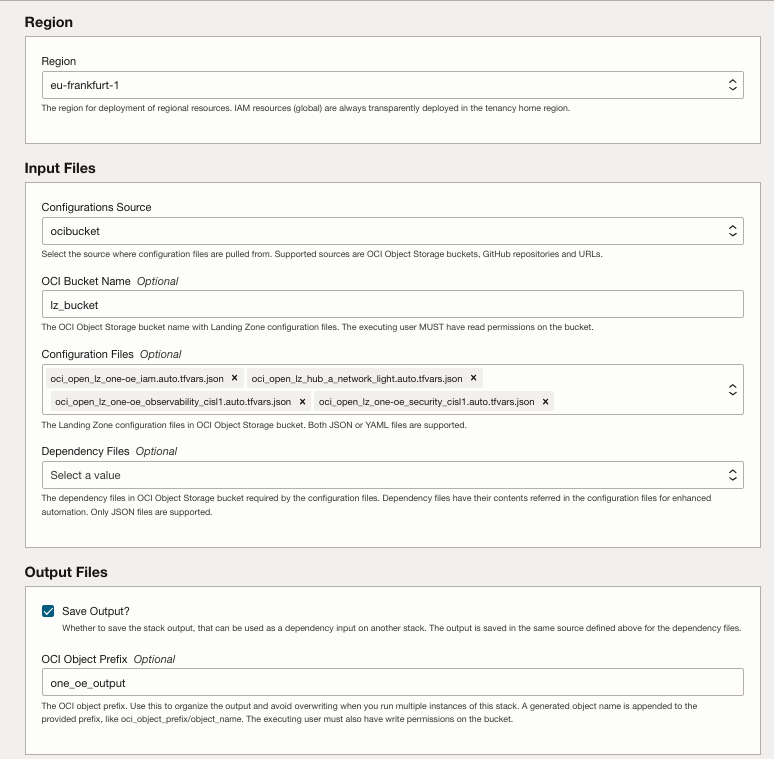 Region
Region
eu-frankfurt-1
The region for deployment of regional resources. IAM resources (global) are always transparently deployed in the tenancy home region.
Input Files
Configurations Source
ocibucket
Select the source where configuration files are pulled from. Supported sources are OCI Object Storage buckets, GitHub repositories and URLs.
OCI Bucket Name Optional
lz_bucket
The OCI Object Storage bucket name with Landing Zone configuration files. The executing user MUST have read permissions on the bucket.
Configuration Files Optional
oci_open_lz_one-oe_iam.auto.tfvars.json × oci_open_lz_hub_a_network_light.auto.tfvars.json ×
oci_open_lz_one-oe_observability_cisl1.auto.tfvars.json × oci_open_lz_one-oe_security_cisl1.auto.tfvars.json ×
The Landing Zone configuration files in OCI Object Storage bucket. Both JSON or YAML files are supported.
Dependency Files Optional
Select a value
The dependency files in OCI Object Storage bucket required by the configuration files. Dependency files have their contents referred in the configuration files for enhanced
automation. Only JSON files are supported.
Output Files
Save Output?
Whether to save the stack output, that can be used as a dependency input on another stack. The output is saved in the same source defined above for the dependency files.
OCI Object Prefix Optional
one_oe_output
The OCI object prefix. Use this to organize the output and avoid overwriting when you run multiple instances of this stack. A generated object name is appended to the
provided prefix, like oci_object_prefix/object_name. The executing user must also have write permissions on the bucket.